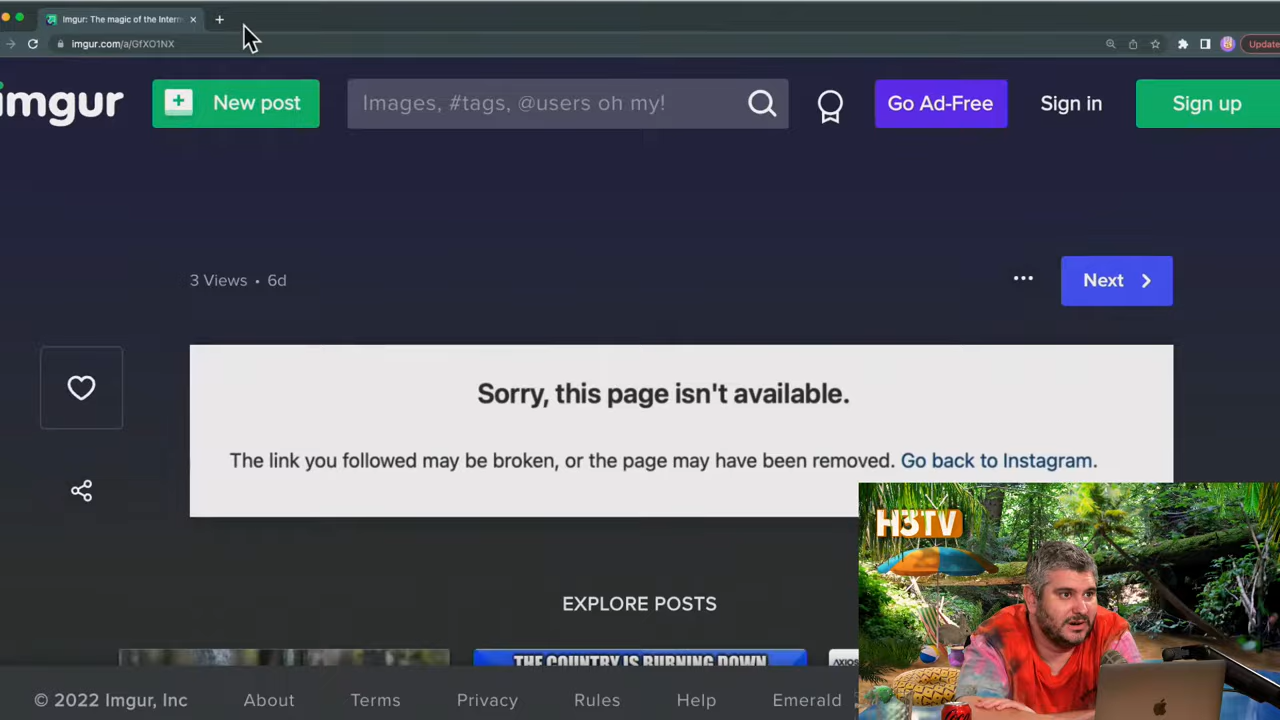 Imgur: The magic of the Intern
imgur.com/a/GfXO1NX
Update
imgur
New post
Images, #tags, @users oh my!
Go Ad-Free
Sign in
Sign up
3 Views • 6d
Next
Sorry, this page isn't available.
The link you followed may be broken, or the page may have been removed. Go back to Instagram.
H3TV
EXPLORE POSTS
THE COUNTRY IS BURNING DOWN
AXIOS
© 2022 Imgur, Inc
About
Terms
Privacy
Rules
Help
Emerald